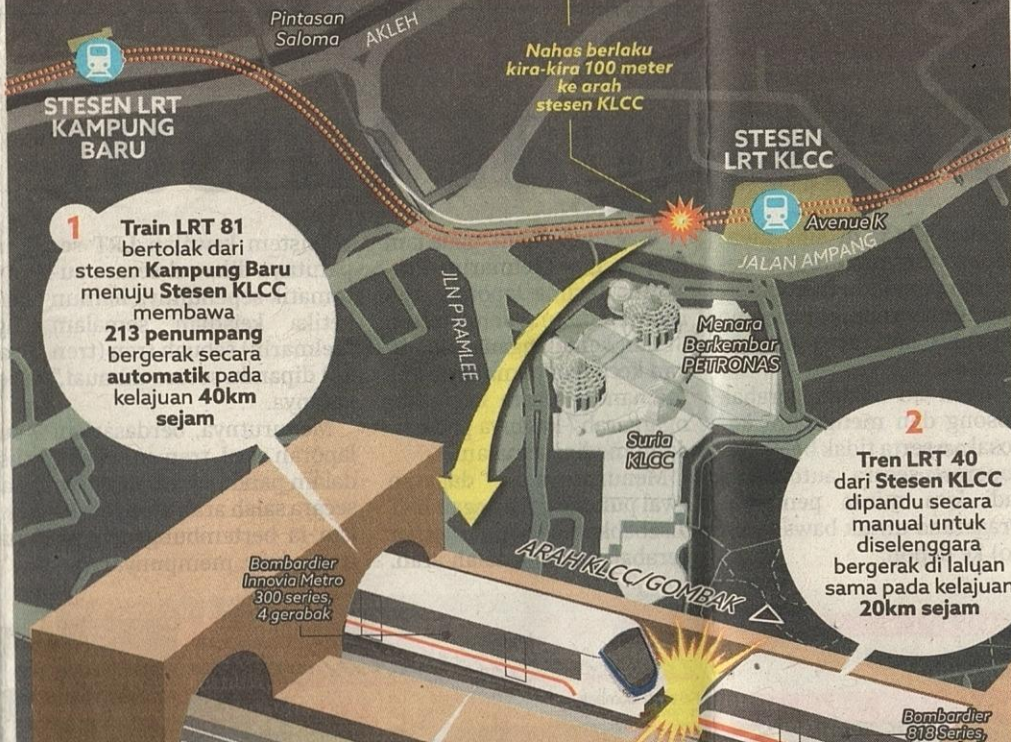 Pintasan
Saloma
AKLEH
Nahas berlaku
kira-kira 100 meter
ke arah
stesen KLCC
STESEN LRT
KAMPUNG
BARU
STESEN
LRT KLCC
Avenue K
JALAN AMPANG
1
Train LRT 81
bertolak dari
stesen Kampung Baru
menuju Stesen KLCC
membawa
213 penumpang
bergerak secara
automatik pada
kelajuan 40km
sejam
JLN P RAMLEE
Menara
Berkembar
PETRONAS
Suria
KLCC
2
Tren LRT 40
dari Stesen KLCC
dipandu secara
manual untuk
diselenggara
bergerak di laluan
sama pada kelajuan
20km sejam
ARAH KLCC/GOMBAK
Bombardier
Innovia Metro
300 series,
4 gerabak
Bombardier
818 Series,